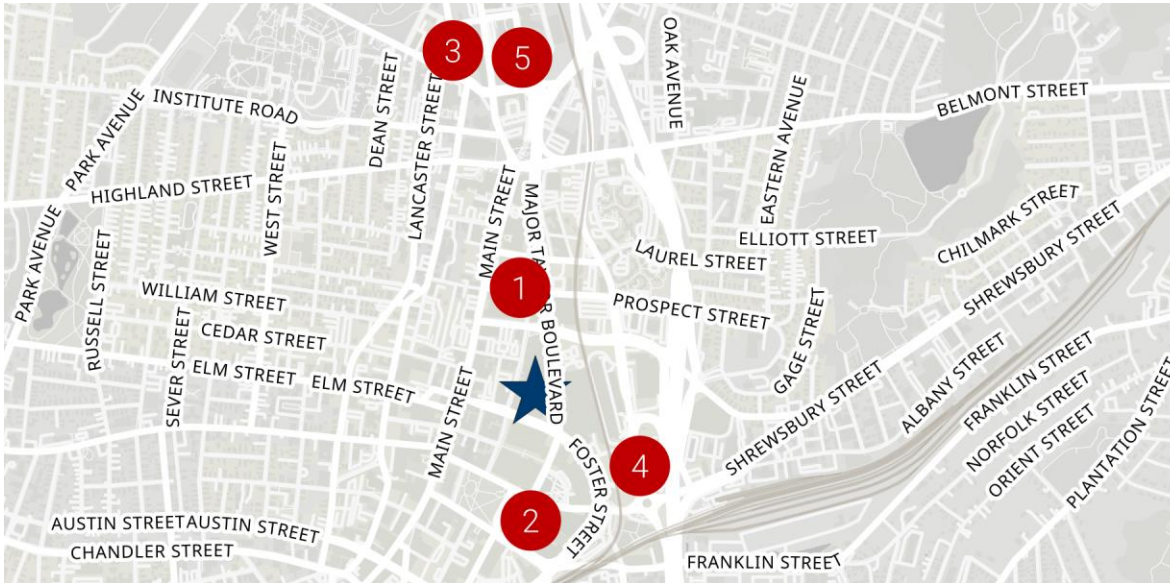 3
5
OAK AVENUE
INSTITUTE ROAD
DEAN STREET
LANCASTER STREET
PARK AVENUE
BELMONT STREET
EASTERN AVENUE
HIGHLAND STREET
WEST STREET
MAIN STREET
MAJOR TAYLOR BOULEVARD
CHILMARK STREET
SHREWSBURY STREET
ELLIOTT STREET
LAUREL STREET
PARK AVENUE
RUSSELL STREET
WILLIAM STREET
1
PROSPECT STREET
GAGE STREET
CEDAR STREET
SEVER STREET
ELM STREET
ELM STREET
MAIN STREET
ALBANY STREET
FRANKLIN STREET
NORFOLK STREET
ORIENT STREET
PLANTATION STREET
SHREWSBURY STREET
FOSTER STREET
4
2
AUSTIN STREET
AUSTIN STREET
CHANDLER STREET
FRANKLIN STREET